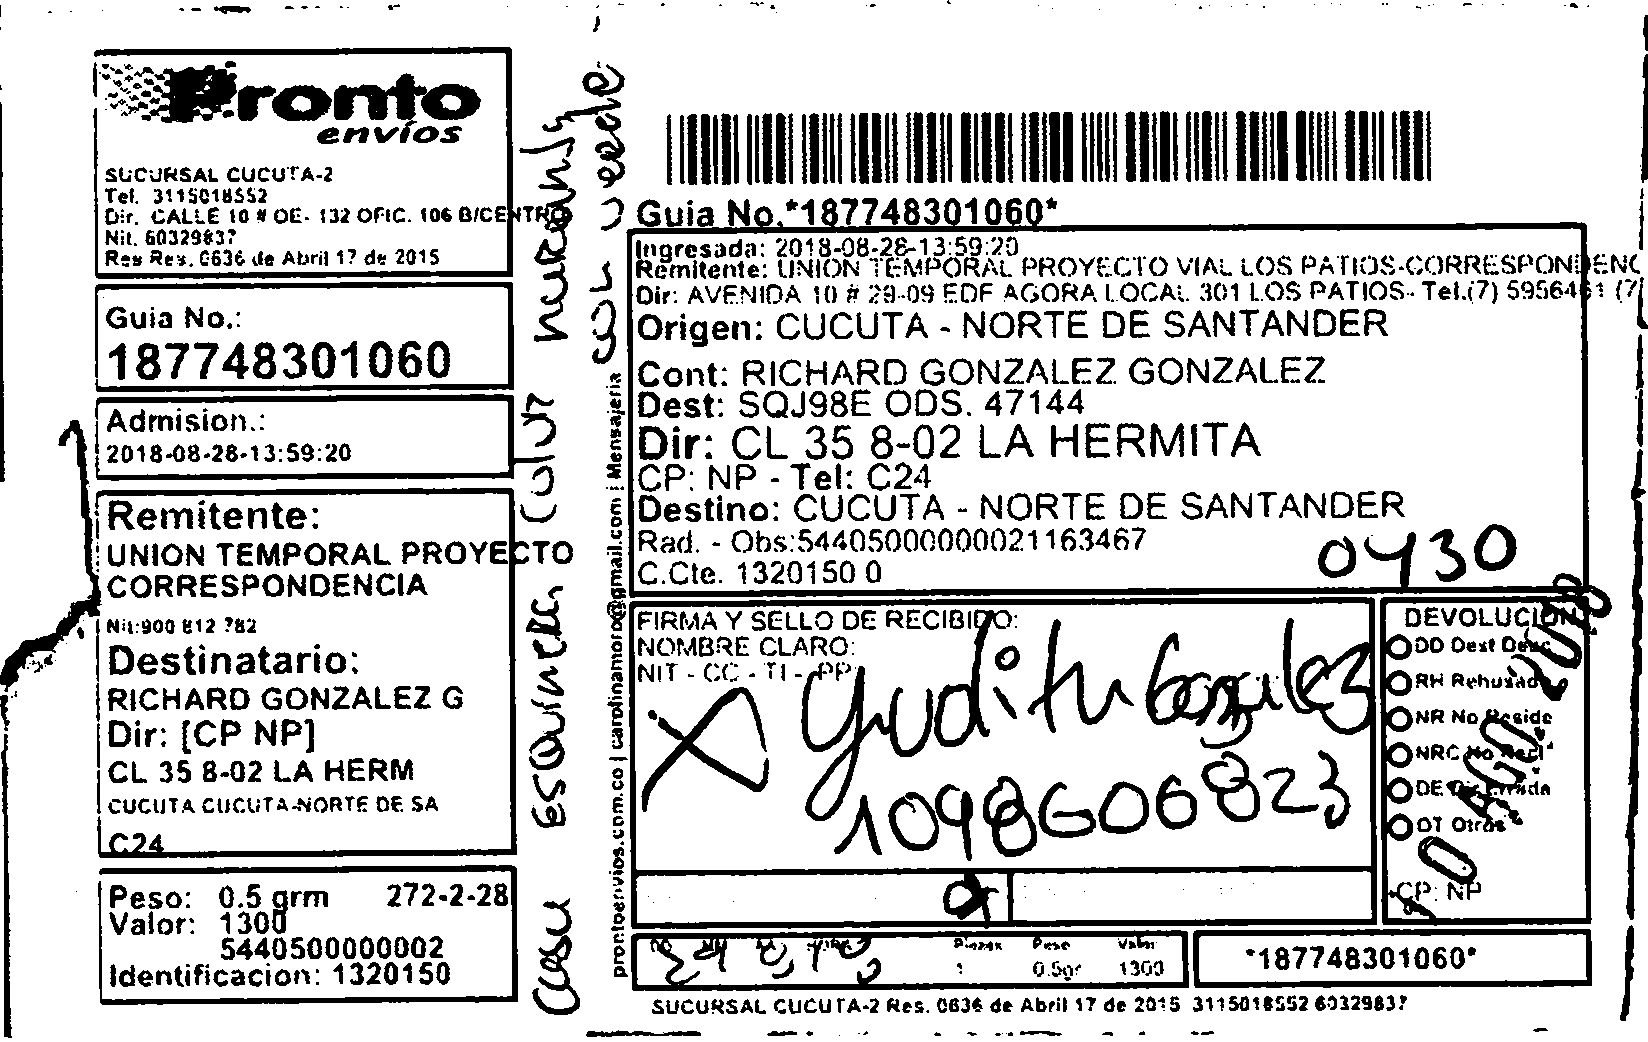 Pronto
envíos
SUCURSAL CUCUTA-2
Tel. 3115018552
Dir. CALLE 10 # OE- 132 OFIC. 106 B/CENTRO
Nit. 60329837
Res Res. 0636 de Abril 17 de 2015
Guia No.:
187748301060
Admision.:
2018-08-28-13:59:20
Remitente:
UNION TEMPORAL PROYECTO
CORRESPONDENCIA
Nit:900 812 782
Destinatario:
RICHARD GONZALEZ G
Dir: [CP NP]
CL 35 8-02 LA HERM
CUCUTA CUCUTA-NORTE DE SA
C24
Peso: 0.5 grm 272-2-28
Valor: 1300
5440500000002
Identificacion: 1320150
Casa Esquinera Color naranja
con verde
prontoenvios.com.co | carolinamoro@gmail.com | Mensajeria
Guia No.*187748301060*
Ingresada: 2018-08-28-13:59:20
Remitente: UNION TEMPORAL PROYECTO VIAL LOS PATIOS-CORRESPONDENC
Dir: AVENIDA 10 # 29-09 EDF AGORA LOCAL 301 LOS PATIOS- Tel.(7) 5956461 (7
Origen: CUCUTA - NORTE DE SANTANDER
Cont: RICHARD GONZALEZ GONZALEZ
Dest: SQJ98E ODS. 47144
Dir: CL 35 8-02 LA HERMITA
CP: NP - Tel: C24
Destino: CUCUTA - NORTE DE SANTANDER
Rad. - Obs:544050000000021163467
C.Cte. 1320150 0
0430
FIRMA Y SELLO DE RECIBIDO:
NOMBRE CLARO:
NIT - CC - TI - PP:
X Yudith Gonzalez
1098606823
DEVOLUCION
DD Dest Desc
RH Rehusado
NR No Reside
NRC No Recl
DE Dir Errada
OT Otros
CP: NP
AGO 2018
Piezas Peso Valor
1 0.5gr 1300
*187748301060*
SUCURSAL CUCUTA-2 Res. 0636 de Abril 17 de 2015 3115018552 60329837